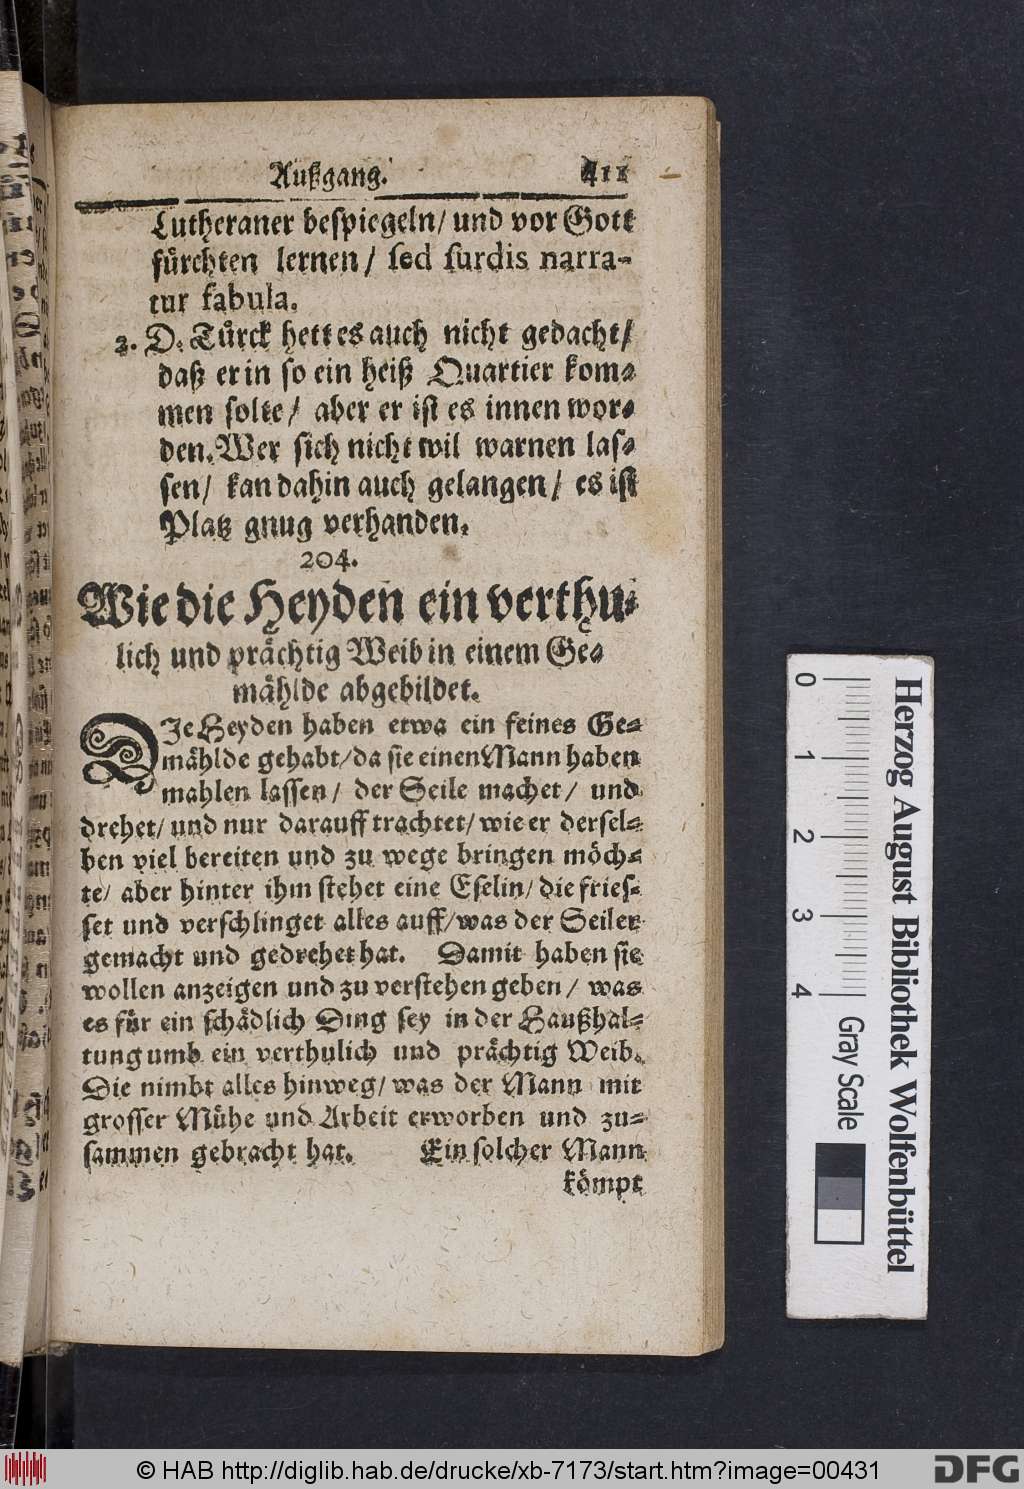 Außgang. 411
Lutheraner bespiegeln/ und vor Gott
fürchten lernen/ sed surdis narra-
tur fabula.
2. D. Türck hett es auch nicht gedacht/
daß er in so ein heiß Quartier kom-
men solte/ aber er ist es innen wor-
den. Wer sich nicht wil warnen las-
sen/ kan dahin auch gelangen/ es ist
Platz gnug verhanden.
204.
Wie die Heyden ein verthu-
lich und prächtig Weib in einem Ge-
mählde abgebildet.
DJe Heyden haben etwa ein feines Ge-
mählde gehabt/ da sie einen Mann haben
mahlen lassen/ der Seile machet/ und
drehet/ und nur darauff trachtet/ wie er dersel-
ben viel bereiten und zu wege bringen möch-
te/ aber hinter ihm stehet eine Eselin/ die fries-
set und verschlinget alles auff/ was der Seiler
gemacht und gedrehet hat. Damit haben sie
wollen anzeigen und zu verstehen geben/ was
es für ein schädlich Ding sey in der Haußhal-
tung umb ein verthulich und prächtig Weib.
Die nimbt alles hinweg/ was der Mann mit
grosser Mühe und Arbeit erworben und zu-
sammen gebracht hat. Ein solcher Mann
kömpt
Herzog August Bibliothek Wolfenbüttel
0 1 2 3 4 Gray Scale
© HAB http://diglib.hab.de/drucke/xb-7173/start.htm?image=00431
DFG